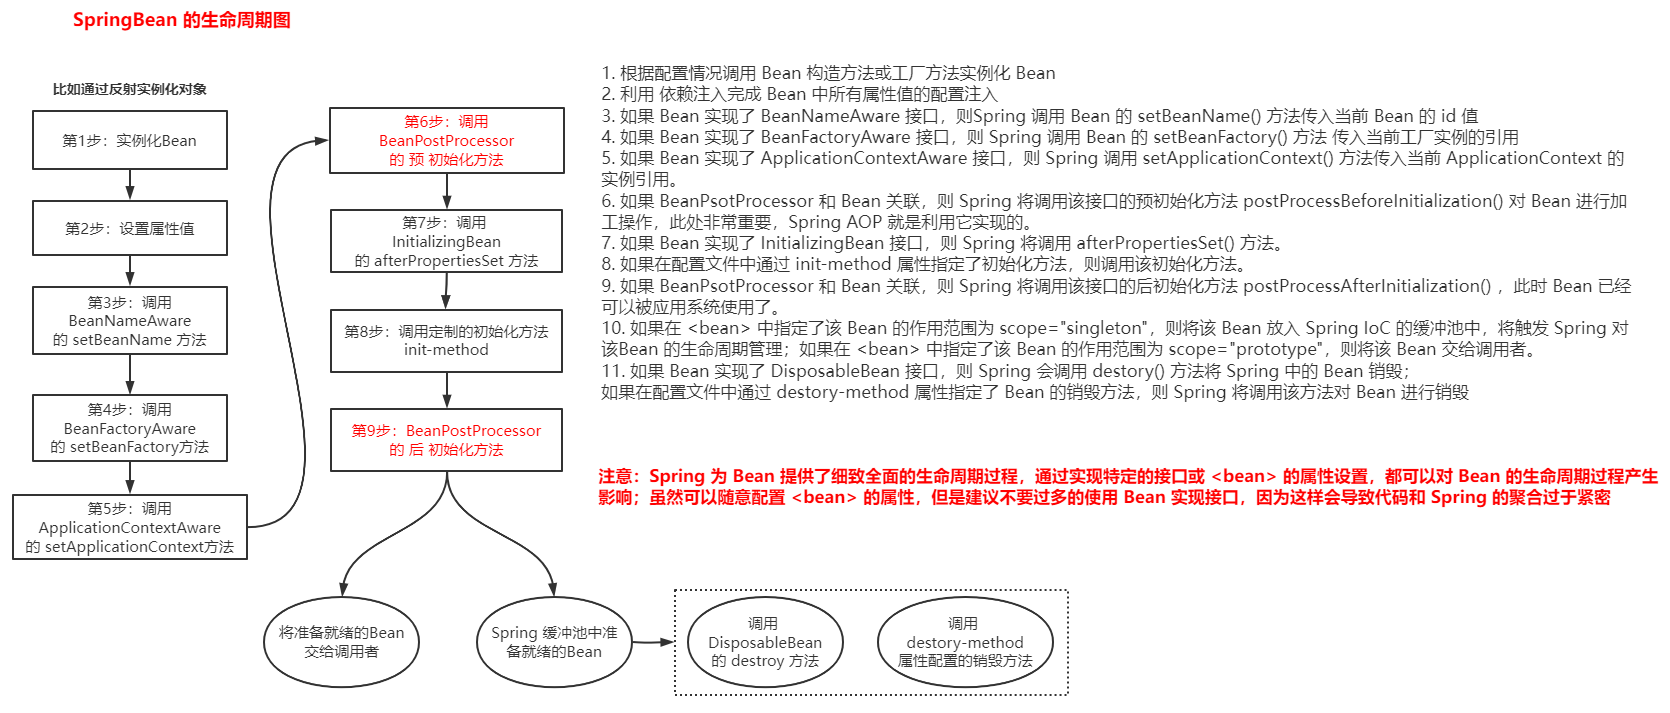 SpringBean 的生命周期图
比如通过反射实例化对象
第1步：实例化Bean
第2步：设置属性值
第3步：调用
BeanNameAware
的 setBeanName 方法
第4步：调用
BeanFactoryAware
的 setBeanFactory方法
第5步：调用
ApplicationContextAware
的 setApplicationContext方法
第6步：调用
BeanPostProcessor
的 预 初始化方法
第7步：调用
InitializingBean
的 afterPropertiesSet 方法
第8步：调用定制的初始化方法
init-method
第9步：BeanPostProcessor
的 后 初始化方法
将准备就绪的Bean
交给调用者
Spring 缓冲池中准
备就绪的Bean
调用
DisposableBean
的 destroy 方法
调用
destory-method
属性配置的销毁方法
1. 根据配置情况调用 Bean 构造方法或工厂方法实例化 Bean
2. 利用 依赖注入完成 Bean 中所有属性值的配置注入
3. 如果 Bean 实现了 BeanNameAware 接口，则Spring 调用 Bean 的 setBeanName() 方法传入当前 Bean 的 id 值
4. 如果 Bean 实现了 BeanFactoryAware 接口，则 Spring 调用 Bean 的 setBeanFactory() 方法 传入当前工厂实例的引用
5. 如果 Bean 实现了 ApplicationContextAware 接口，则 Spring 调用 setApplicationContext() 方法传入当前 ApplicationContext 的
实例引用。
6. 如果 BeanPsotProcessor 和 Bean 关联，则 Spring 将调用该接口的预初始化方法 postProcessBeforeInitialization() 对 Bean 进行加
工操作，此处非常重要，Spring AOP 就是利用它实现的。
7. 如果 Bean 实现了 InitializingBean 接口，则 Spring 将调用 afterPropertiesSet() 方法。
8. 如果在配置文件中通过 init-method 属性指定了初始化方法，则调用该初始化方法。
9. 如果 BeanPsotProcessor 和 Bean 关联，则 Spring 将调用该接口的后初始化方法 postProcessAfterInitialization() ，此时 Bean 已经
可以被应用系统使用了。
10. 如果在 <bean> 中指定了该 Bean 的作用范围为 scope="singleton"，则将该 Bean 放入 Spring IoC 的缓冲池中，将触发 Spring 对
该Bean 的生命周期管理；如果在 <bean> 中指定了该 Bean 的作用范围为 scope="prototype"，则将该 Bean 交给调用者。
11. 如果 Bean 实现了 DisposableBean 接口，则 Spring 会调用 destory() 方法将 Spring 中的 Bean 销毁；
如果在配置文件中通过 destory-method 属性指定了 Bean 的销毁方法，则 Spring 将调用该方法对 Bean 进行销毁
注意：Spring 为 Bean 提供了细致全面的生命周期过程，通过实现特定的接口或 <bean> 的属性设置，都可以对 Bean 的生命周期过程产生
影响；虽然可以随意配置 <bean> 的属性，但是建议不要过多的使用 Bean 实现接口，因为这样会导致代码和 Spring 的聚合过于紧密